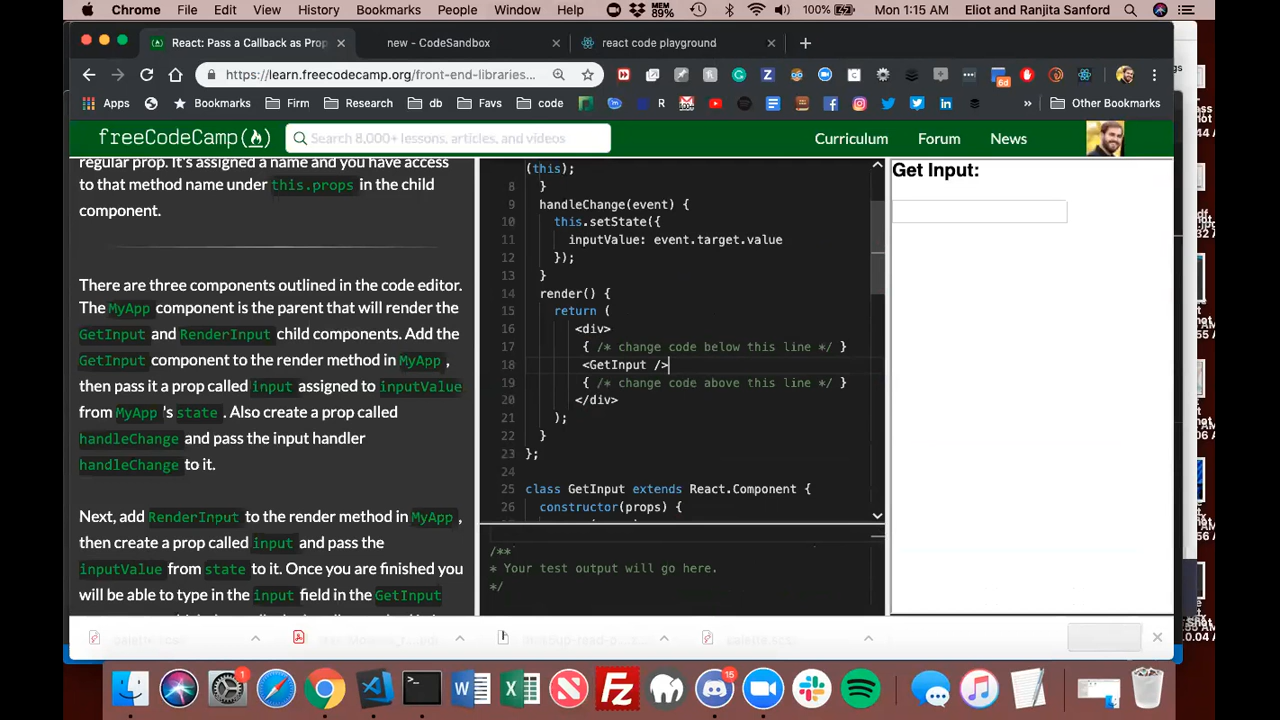 Chrome File Edit View History Bookmarks People Window Help MEM 89% 100% Mon 1:15 AM Eliot and Ranjita Sanford
React: Pass a Callback as Prop
new - CodeSandbox
react code playground
https://learn.freecodecamp.org/front-end-libraries...
6d
Apps Bookmarks Firm Research db Favs code R 100+ in » Other Bookmarks
freeCodeCamp Search 8,000+ lessons, articles, and videos Curriculum Forum News
regular prop. It's assigned a name and you have access
to that method name under this.props in the child
component.
There are three components outlined in the code editor.
The MyApp component is the parent that will render the
GetInput and RenderInput child components. Add the
GetInput component to the render method in MyApp ,
then pass it a prop called input assigned to inputValue
from MyApp 's state . Also create a prop called
handleChange and pass the input handler
handleChange to it.
Next, add RenderInput to the render method in MyApp ,
then create a prop called input and pass the
inputValue from state to it. Once you are finished you
will be able to type in the input field in the GetInput
(this);
8 }
9 handleChange(event) {
10 this.setState({
11 inputValue: event.target.value
12 });
13 }
14 render() {
15 return (
16 <div>
17 { /* change code below this line */ }
18 <GetInput />
19 { /* change code above this line */ }
20 </div>
21 );
22 }
23 };
24
25 class GetInput extends React.Component {
26 constructor(props) {
/**
* Your test output will go here.
*/
Get Input:
1
15